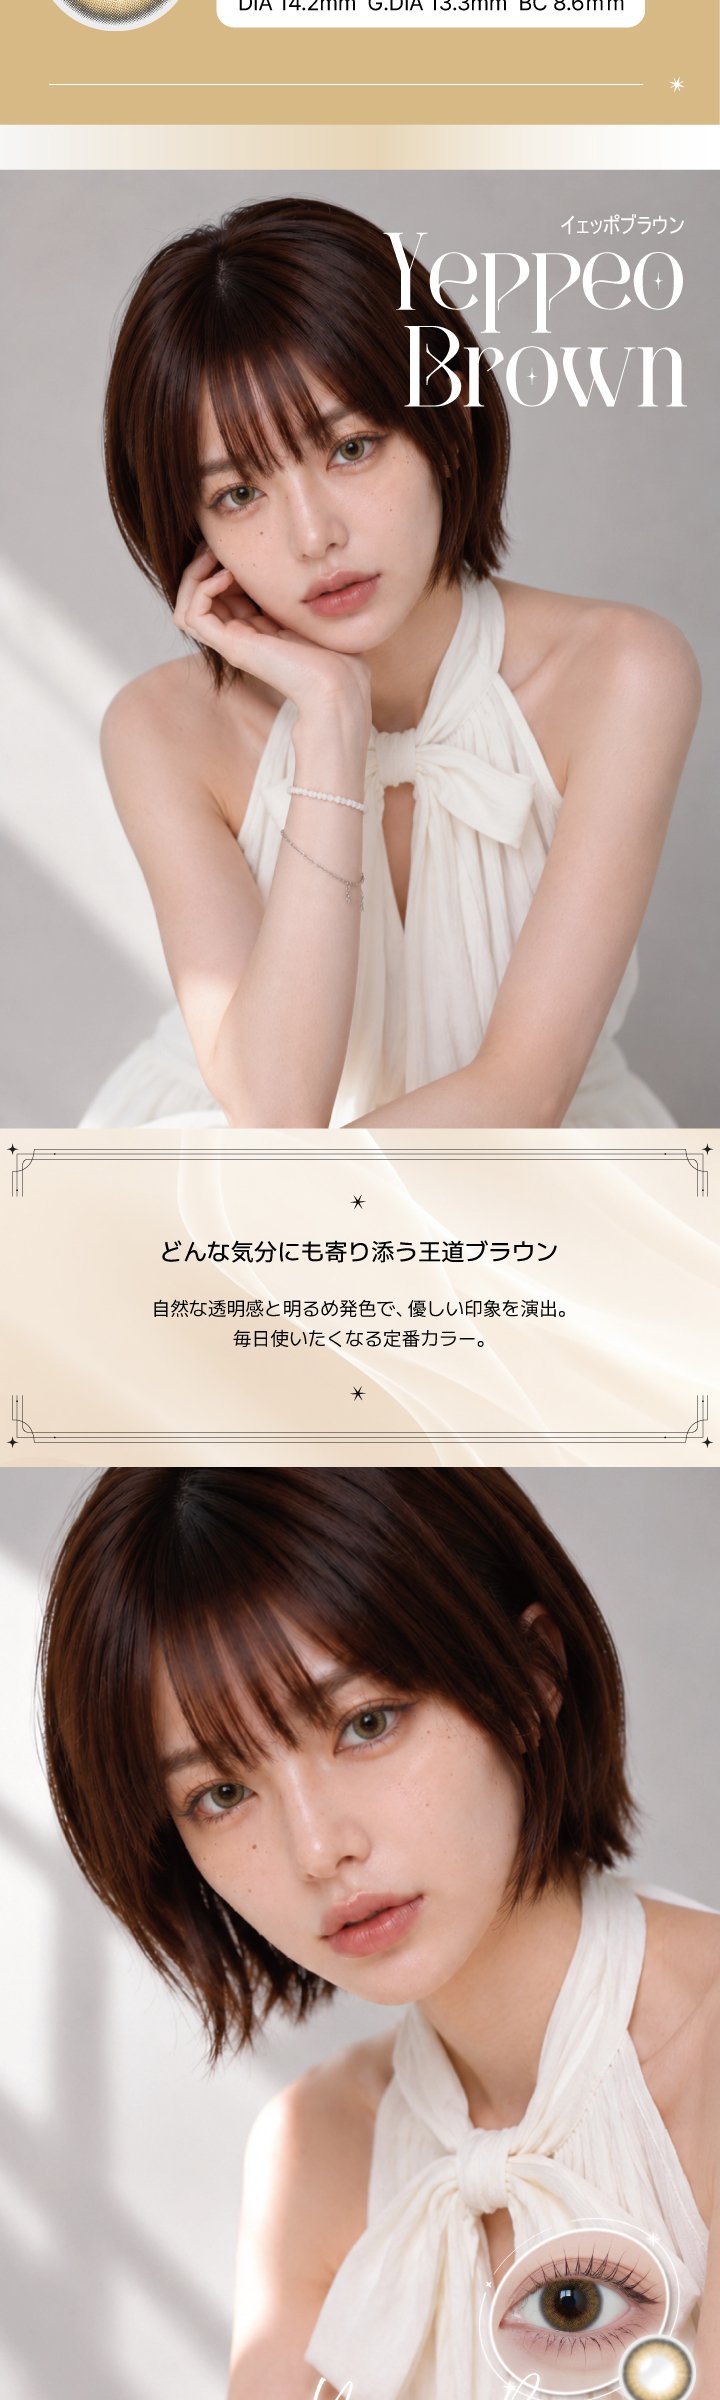 DIA 14.2mm G.DIA 13.3mm BC 8.6mm
イェッポブラウン
Yeppeo
Brown
どんな気分にも寄り添う王道ブラウン
自然な透明感と明るめ発色で、優しい印象を演出。
毎日使いたくなる定番カラー。